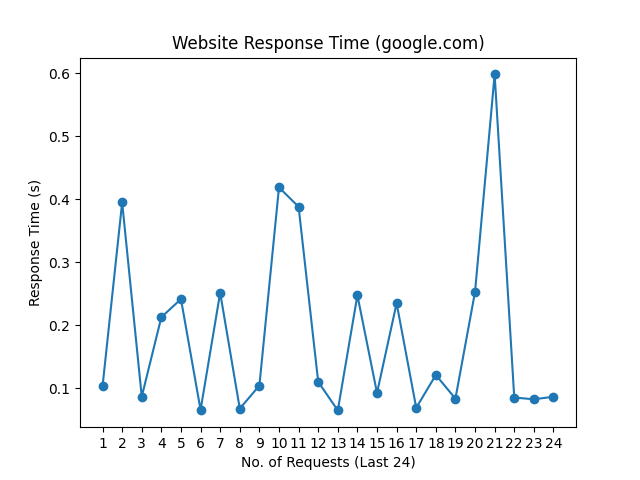 Website Response Time (google.com)
Response Time (s)
0.6
0.5
0.4
0.3
0.2
0.1
1 2 3 4 5 6 7 8 9 10 11 12 13 14 15 16 17 18 19 20 21 22 23 24
No. of Requests (Last 24)